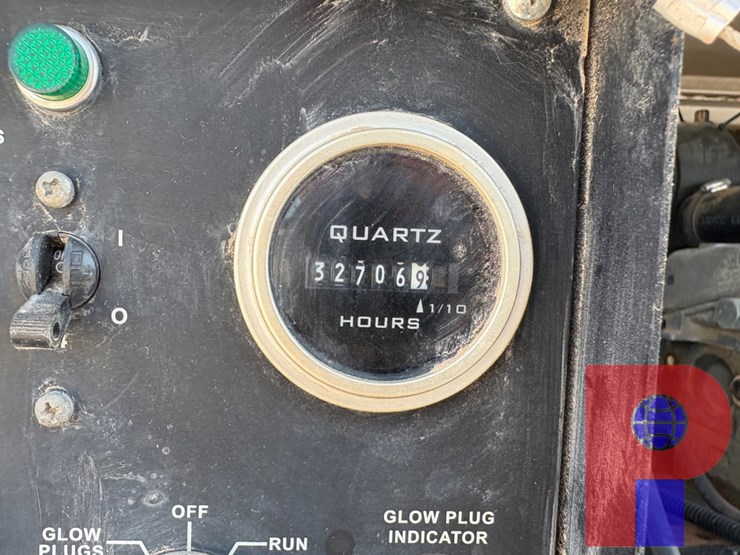 I
QUARTZ
327069
1/10
HOURS
O
OFF
GLOW
PLUGS
RUN
GLOW PLUG
INDICATOR